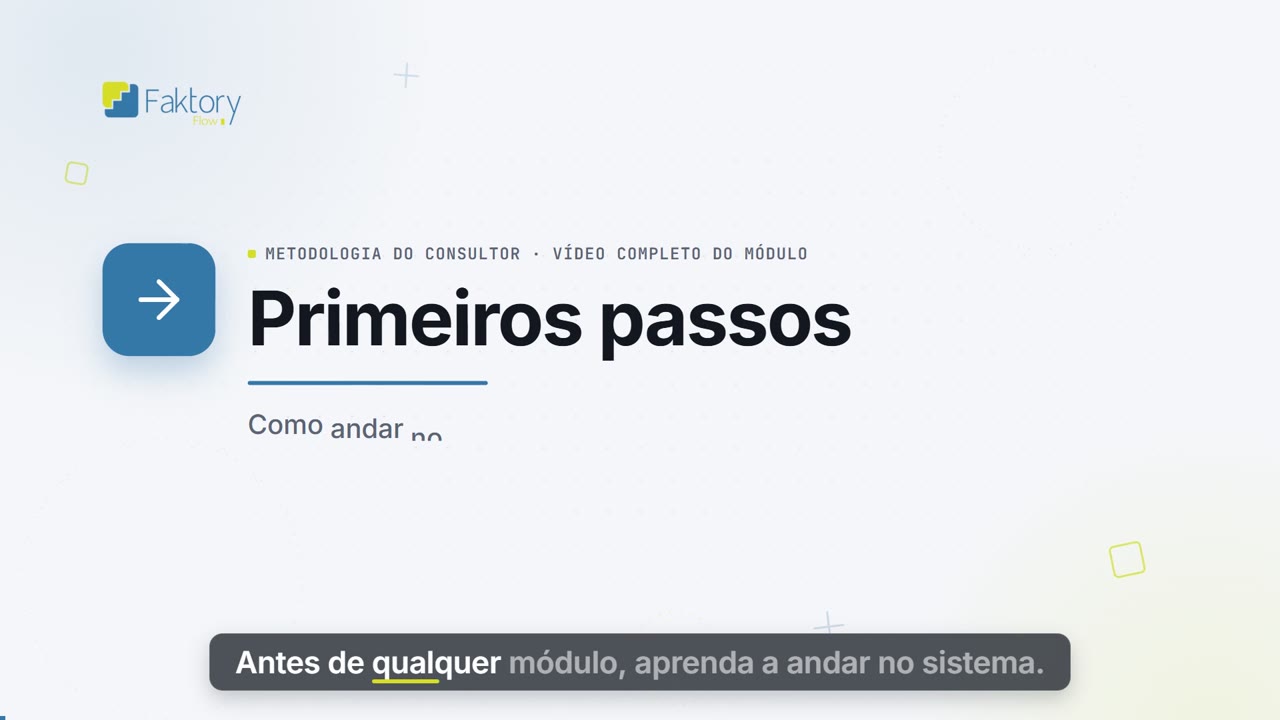 Faktory
Flow
METODOLOGIA DO CONSULTOR · VÍDEO COMPLETO DO MÓDULO
Primeiros passos
Como andar no
Antes de qualquer módulo, aprenda a andar no sistema.